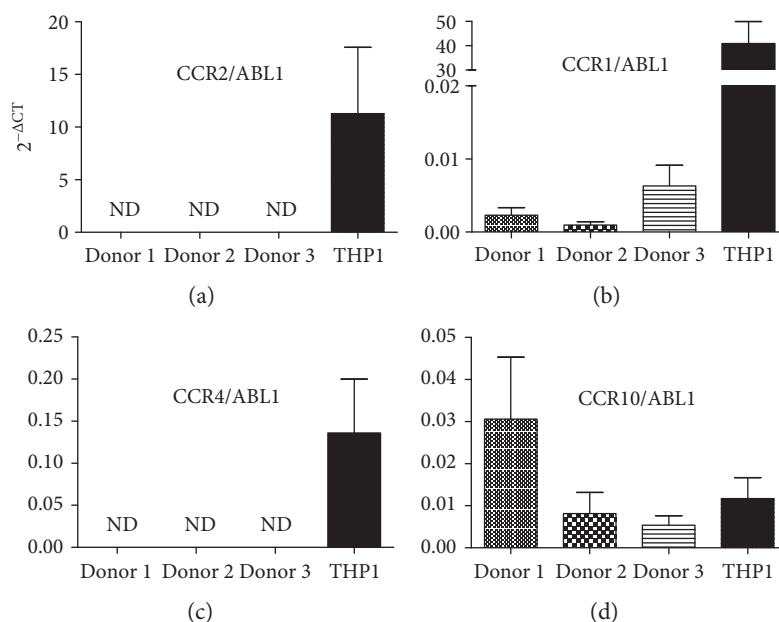 2^−ΔCT
20
15
10
5
0
CCR2/ABL1
ND ND ND
Donor 1 Donor 2 Donor 3 THP1
(a)
50
40
30
0.02
0.01
0.00
CCR1/ABL1
Donor 1 Donor 2 Donor 3 THP1
(b)
0.25
0.20
0.15
0.10
0.05
0.00
CCR4/ABL1
ND ND ND
Donor 1 Donor 2 Donor 3 THP1
(c)
0.05
0.04
0.03
0.01
0.01
0.00
CCR10/ABL1
Donor 1 Donor 2 Donor 3 THP1
(d)